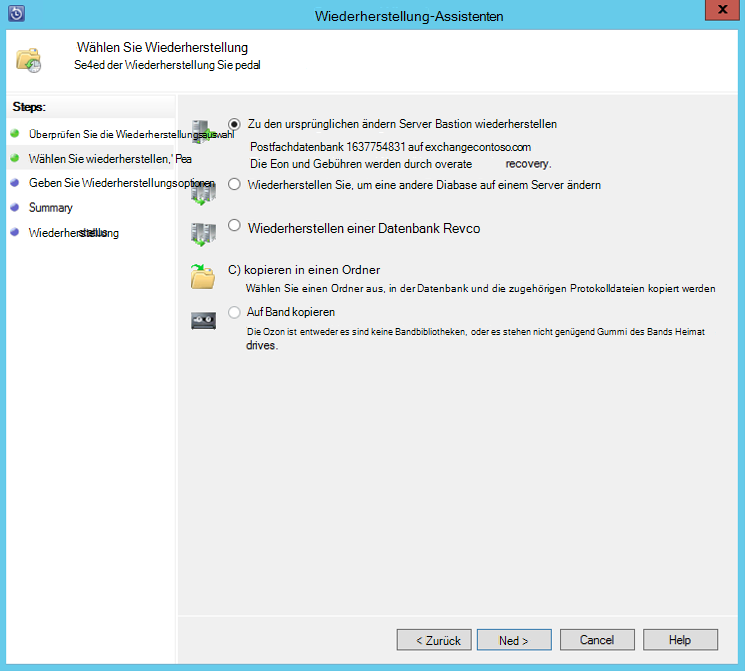 Wiederherstellung-Assistenten
x
Wählen Sie Wiederherstellung
Se4ed der Wiederherstellung Sie pedal
Steps:
Überprüfen Sie die Wiederherstellungsauswahl
Wählen Sie wiederherstellen,' Pea
Geben Sie Wiederherstellungsoptionen
Summary
Wiederherstellung
Zu den ursprünglichen ändern Server Bastion wiederherstellen
Postfachdatenbank 1637754831 auf exchangecontoso.com
Die Eon und Gebühren werden durch overate recovery.
Wiederherstellen Sie, um eine andere Diabase auf einem Server ändern
Wiederherstellen einer Datenbank Revco
C) kopieren in einen Ordner
Wählen Sie einen Ordner aus, in der Datenbank und die zugehörigen Protokolldateien kopiert werden
Auf Band kopieren
Die Ozon ist entweder es sind keine Bandbibliotheken, oder es stehen nicht genügend Gummi des Bands Heimat
drives.
< Zurück
Ned >
Cancel
Help